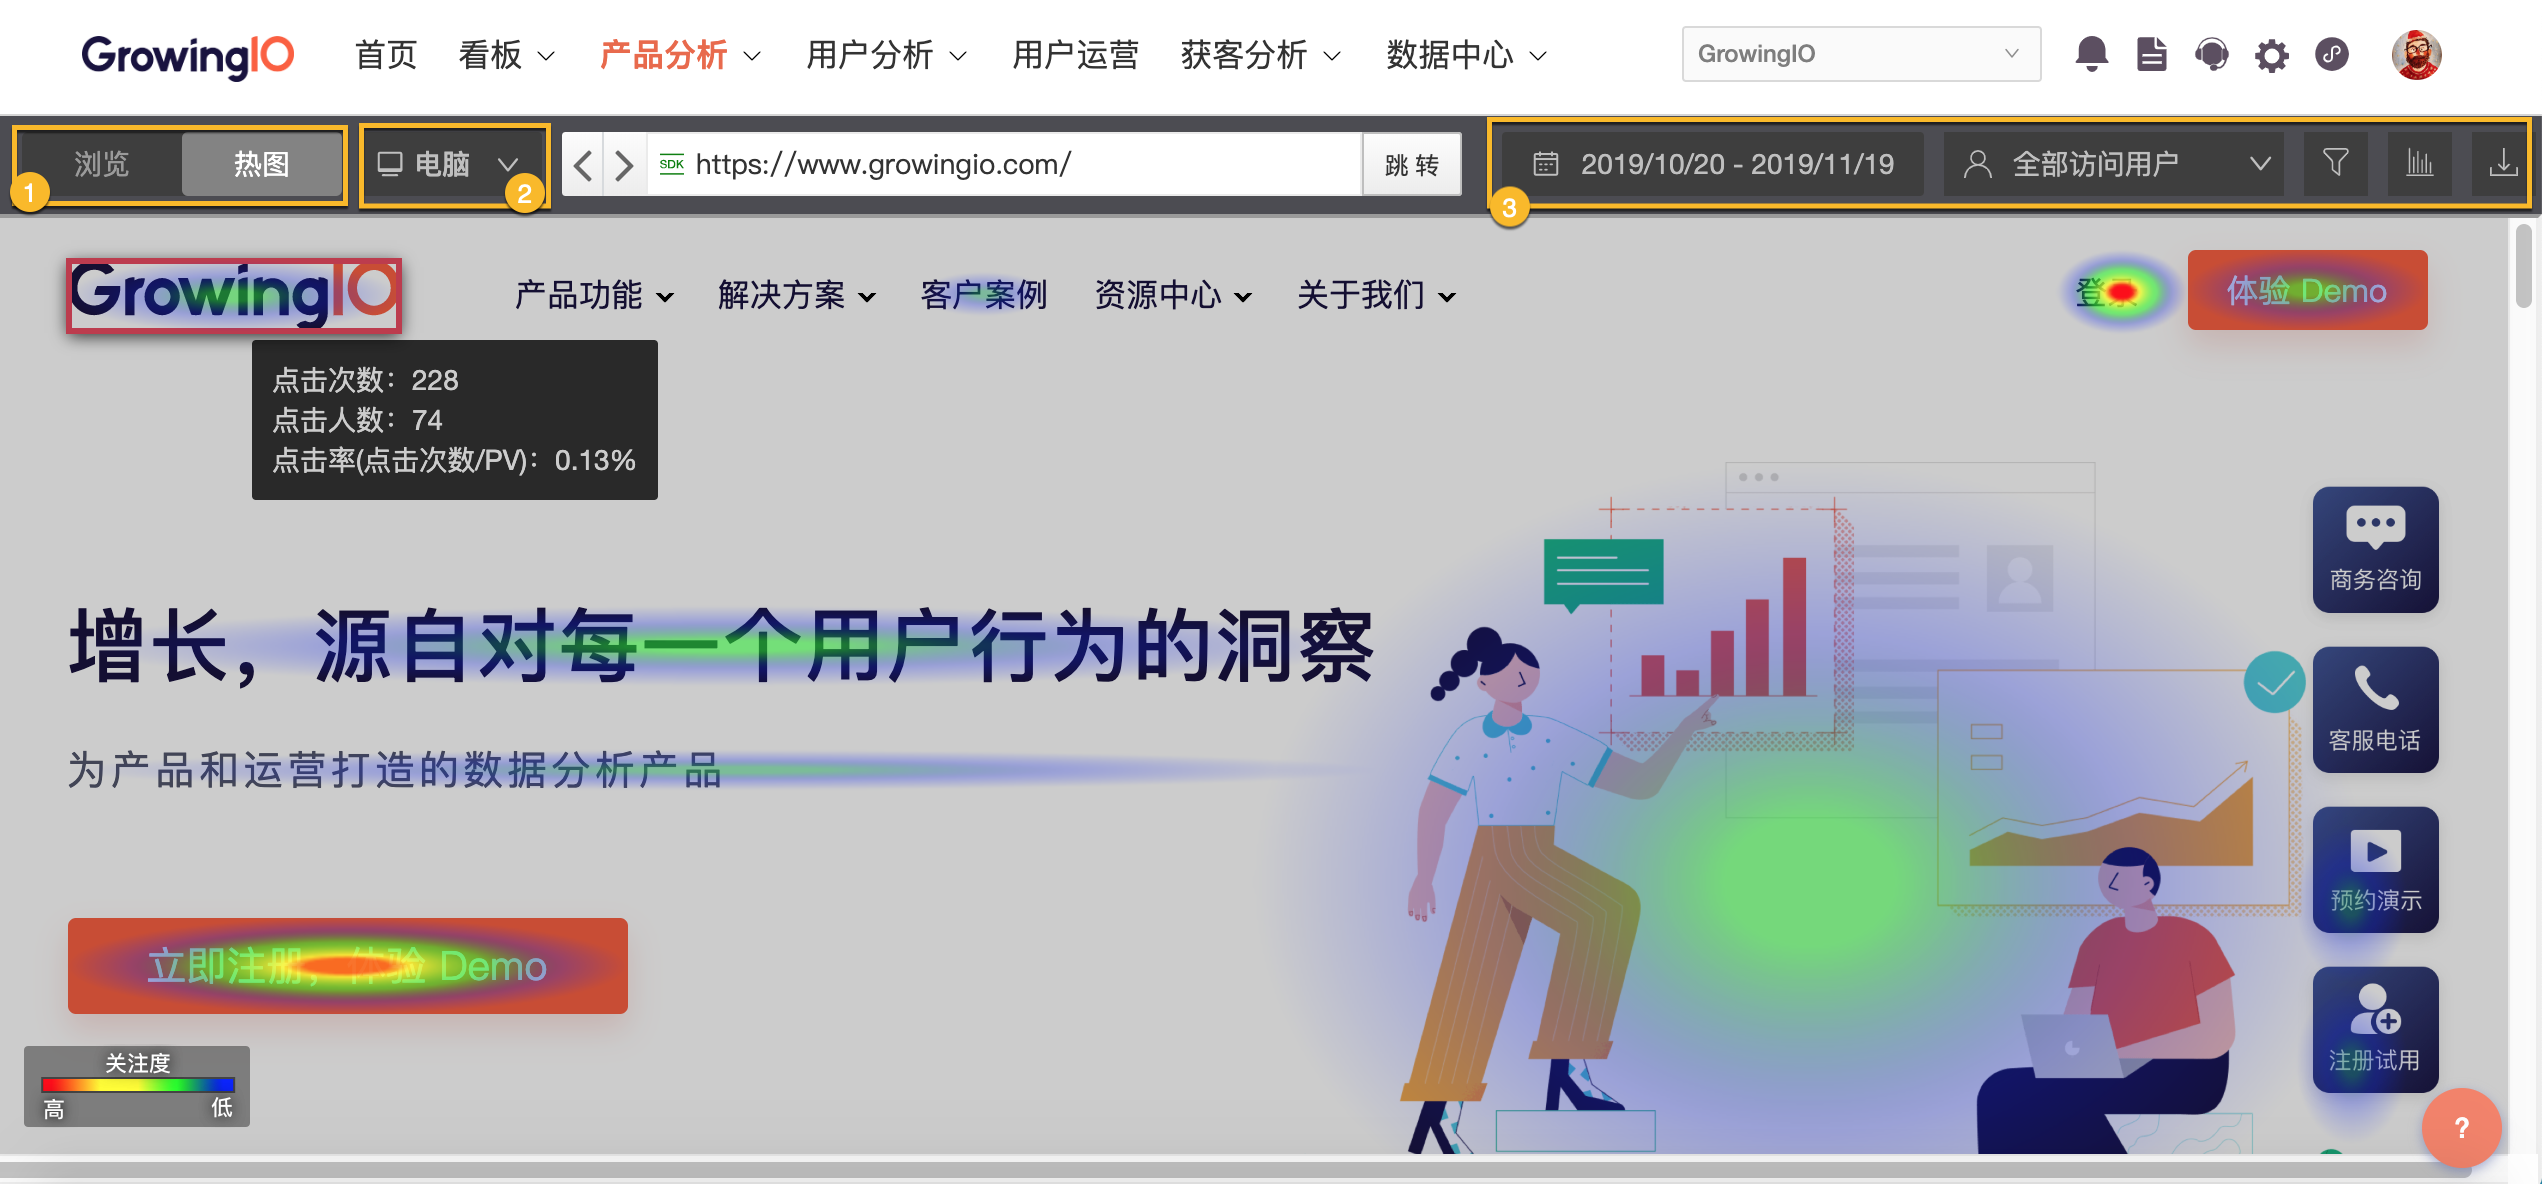 GrowingIO 首页 看板 产品分析 用户分析 用户运营 获客分析 数据中心 GrowingIO
浏览 热图 电脑 SDK https://www.growingio.com/ 跳 转 2019/10/20 - 2019/11/19 全部访问用户
1 2 3
GrowingIO 产品功能 解决方案 客户案例 资源中心 关于我们 登录 体验 Demo
点击次数：228
点击人数：74
点击率(点击次数/PV)：0.13%
商务咨询
增长，源自对每一个用户行为的洞察
客服电话
为产品和运营打造的数据分析产品
预约演示
立即注册，体验 Demo
注册试用
关注度
高 低
?